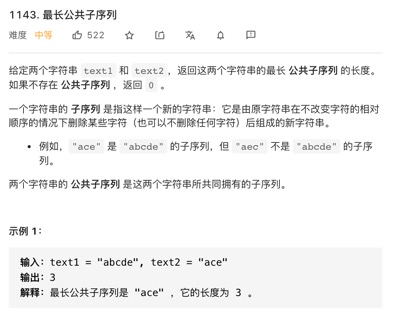 1143. 最长公共子序列
难度 中等 522
给定两个字符串 text1 和 text2，返回这两个字符串的最长 公共子序列 的长度。
如果不存在 公共子序列 ，返回 0 。
一个字符串的 子序列 是指这样一个新的字符串：它是由原字符串在不改变字符的相对
顺序的情况下删除某些字符（也可以不删除任何字符）后组成的新字符串。
• 例如，"ace" 是 "abcde" 的子序列，但 "aec" 不是 "abcde" 的子序
列。
两个字符串的 公共子序列 是这两个字符串所共同拥有的子序列。
示例 1：
输入：text1 = "abcde", text2 = "ace"
输出：3
解释：最长公共子序列是 "ace" ，它的长度为 3 。